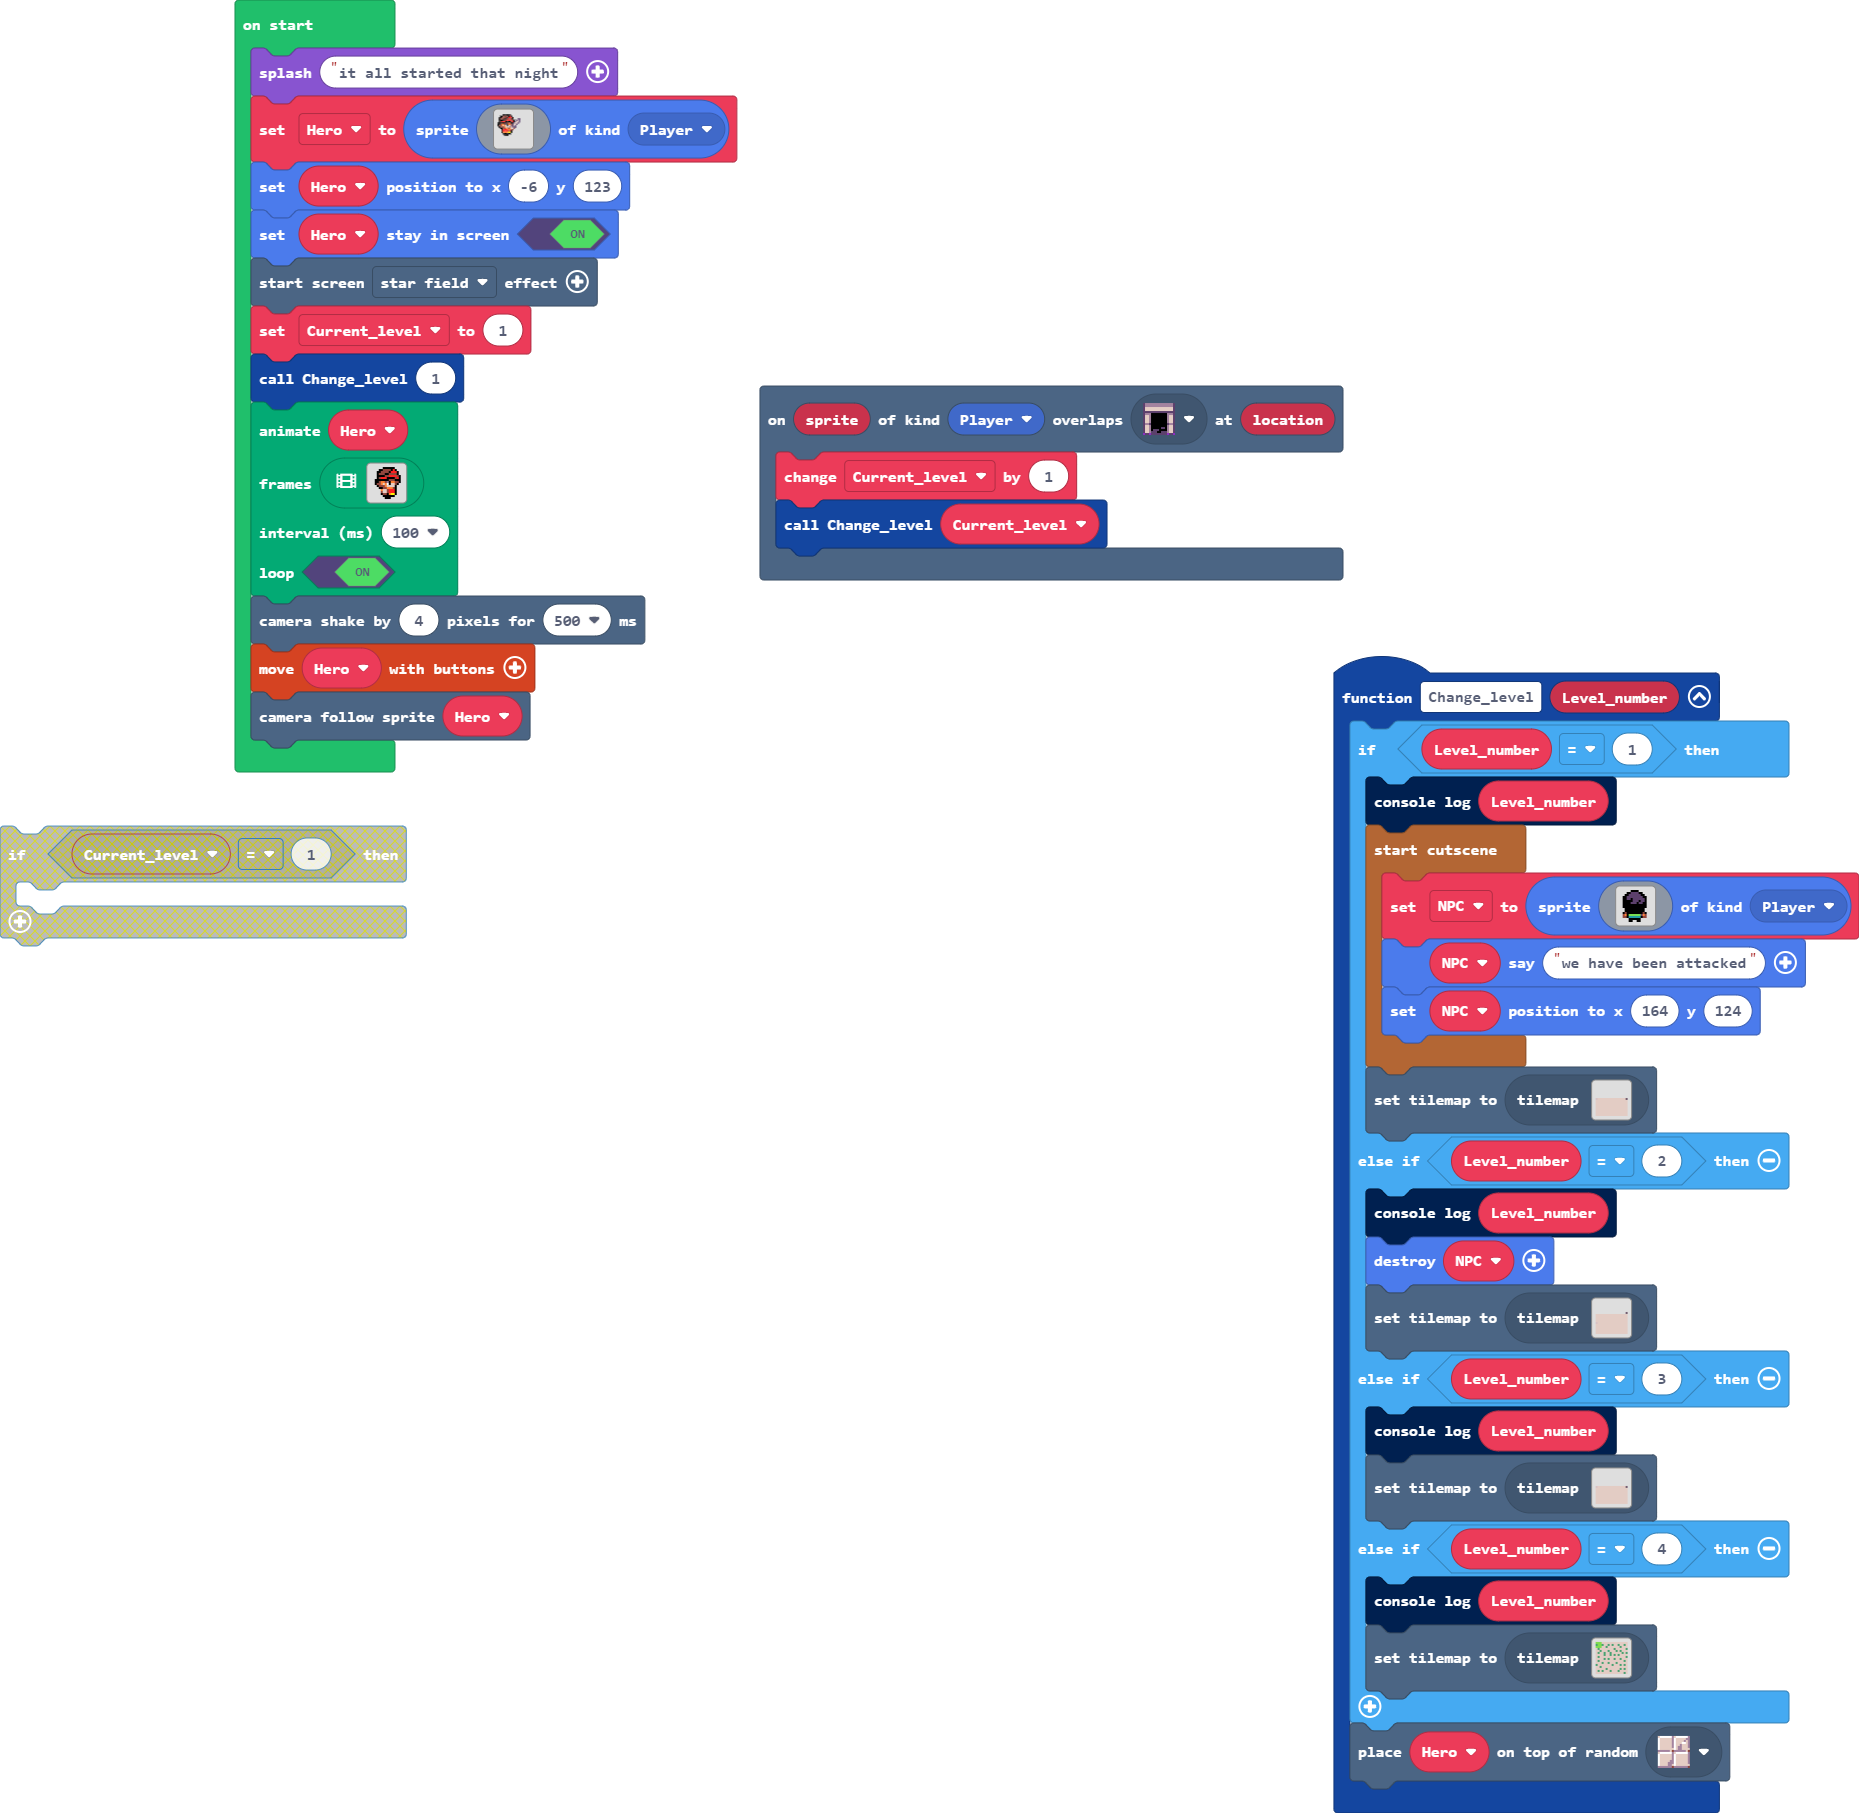 on start
splash "it all started that night"
set Hero to sprite of kind Player
set Hero position to x -6 y 123
set Hero stay in screen ON
start screen star field effect
set Current_level to 1
call Change_level 1
animate Hero
frames
interval (ms) 100
loop ON
camera shake by 4 pixels for 500 ms
move Hero with buttons
camera follow sprite Hero
if Current_level = 1 then
on sprite of kind Player overlaps at location
change Current_level by 1
call Change_level Current_level
function Change_level Level_number
if Level_number = 1 then
console log Level_number
start cutscene
set NPC to sprite of kind Player
NPC say "we have been attacked"
set NPC position to x 164 y 124
set tilemap to tilemap
else if Level_number = 2 then
console log Level_number
destroy NPC
set tilemap to tilemap
else if Level_number = 3 then
console log Level_number
set tilemap to tilemap
else if Level_number = 4 then
console log Level_number
set tilemap to tilemap
place Hero on top of random